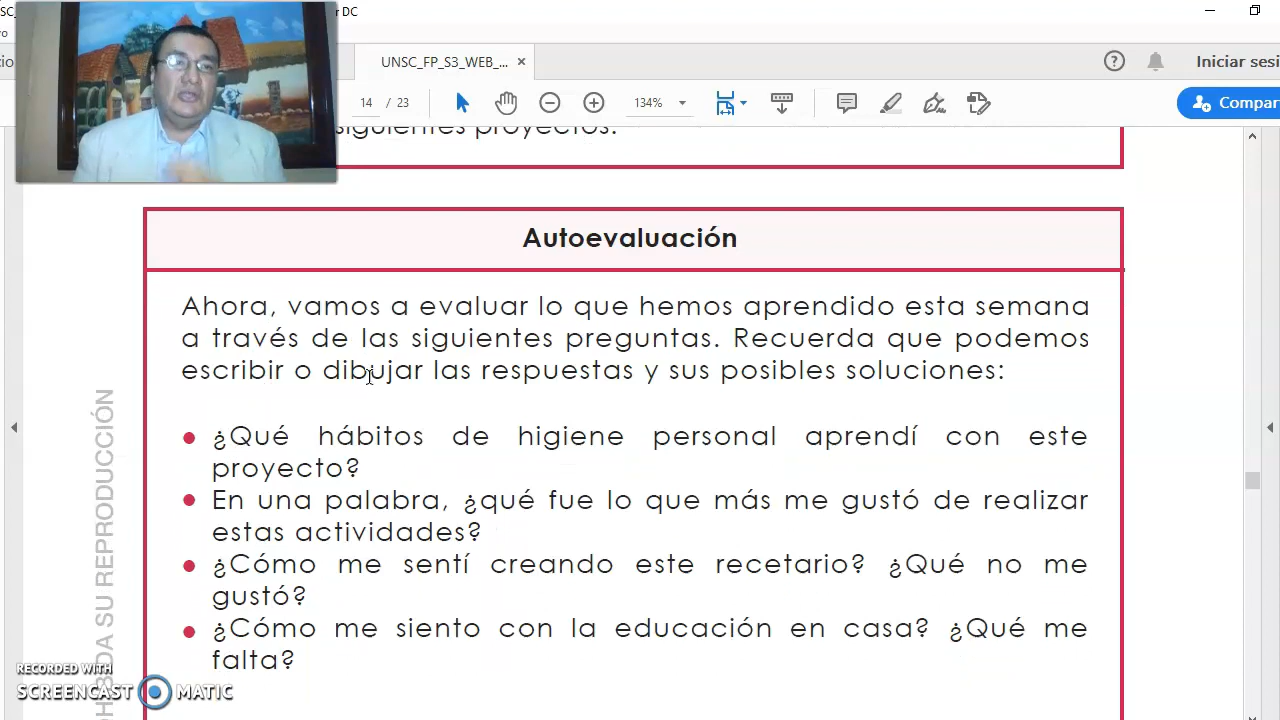 SC_
r DC
vo
cio
UNSC_FP_S3_WEB_... ×
Iniciar sesi
14 / 23
134%
Compar
siguientes proyectos.
Autoevaluación
Ahora, vamos a evaluar lo que hemos aprendido esta semana
a través de las siguientes preguntas. Recuerda que podemos
escribir o dibujar las respuestas y sus posibles soluciones:
¿Qué hábitos de higiene personal aprendí con este
proyecto?
En una palabra, ¿qué fue lo que más me gustó de realizar
estas actividades?
¿Cómo me sentí creando este recetario? ¿Qué no me
gustó?
¿Cómo me siento con la educación en casa? ¿Qué me
falta?
DA SU REPRODUCCIÓN
RECORDED WITH
SCREENCAST MATIC